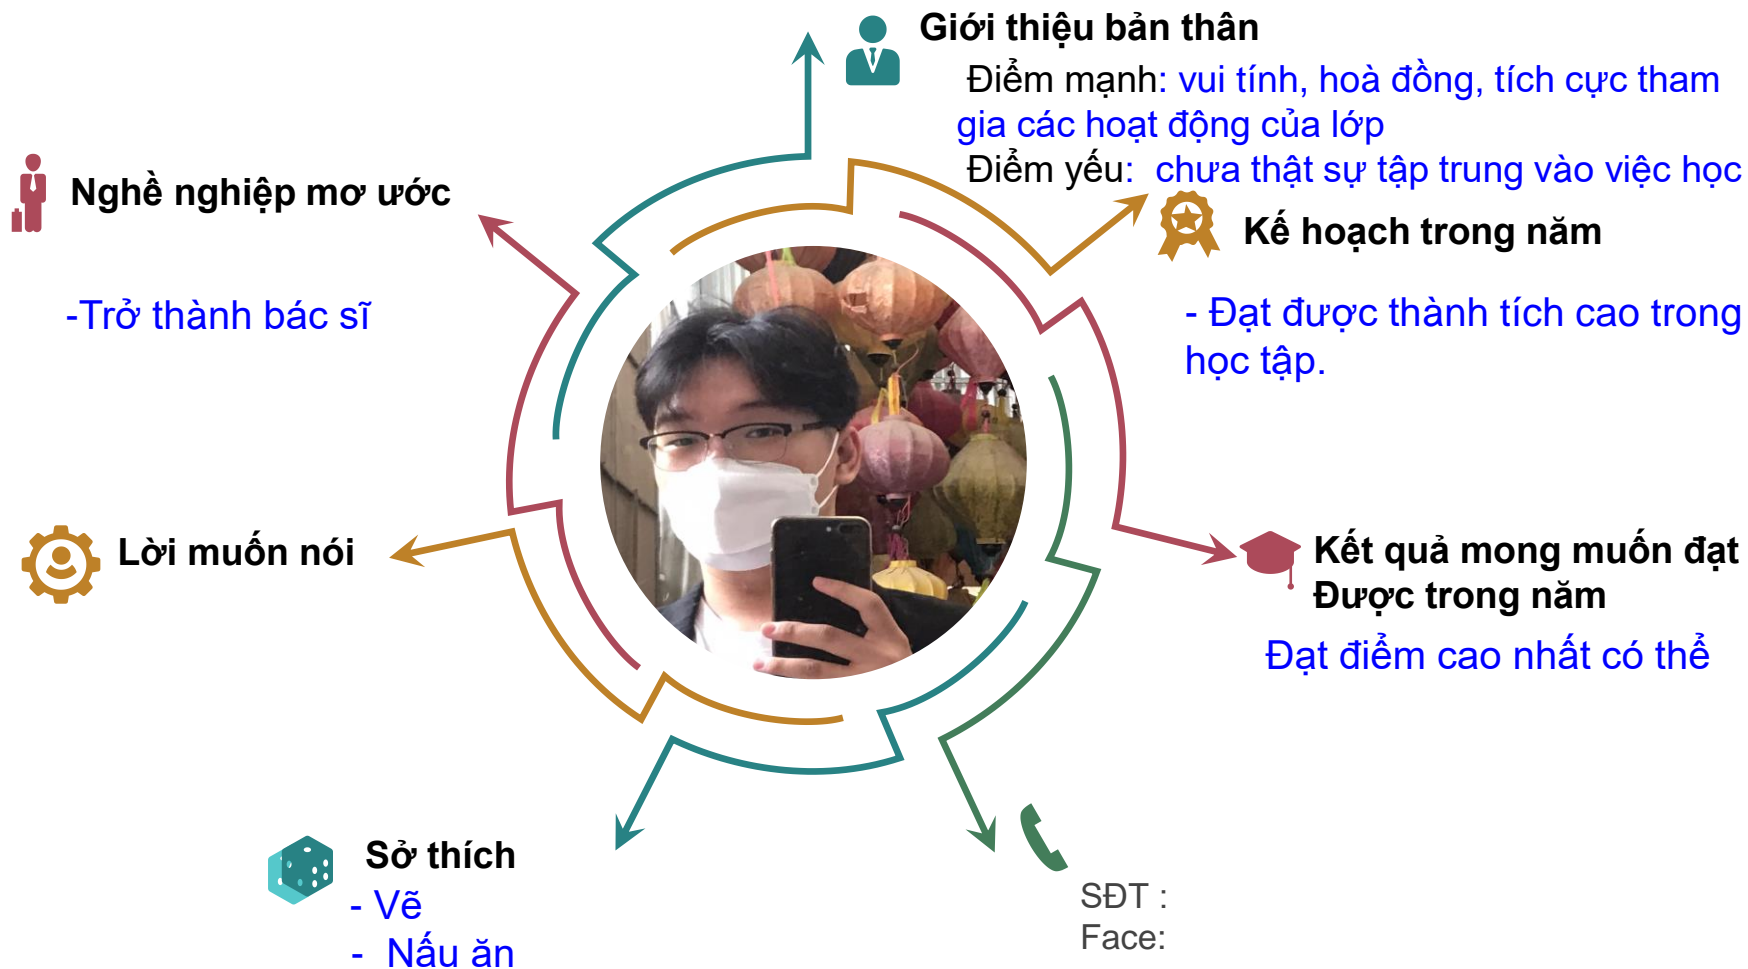 Giới thiệu bản thân
Điểm mạnh: vui tính, hoà đồng, tích cực tham
gia các hoạt động của lớp
Điểm yếu:  chưa thật sự tập trung vào việc học
Nghề nghiệp mơ ước
-Trở thành bác sĩ
Kế hoạch trong năm
- Đạt được thành tích cao trong
học tập.
Lời muốn nói
Kết quả mong muốn đạt
Được trong năm
Đạt điểm cao nhất có thể
Sở thích
- Vẽ
-  Nấu ăn
SĐT :
Face: